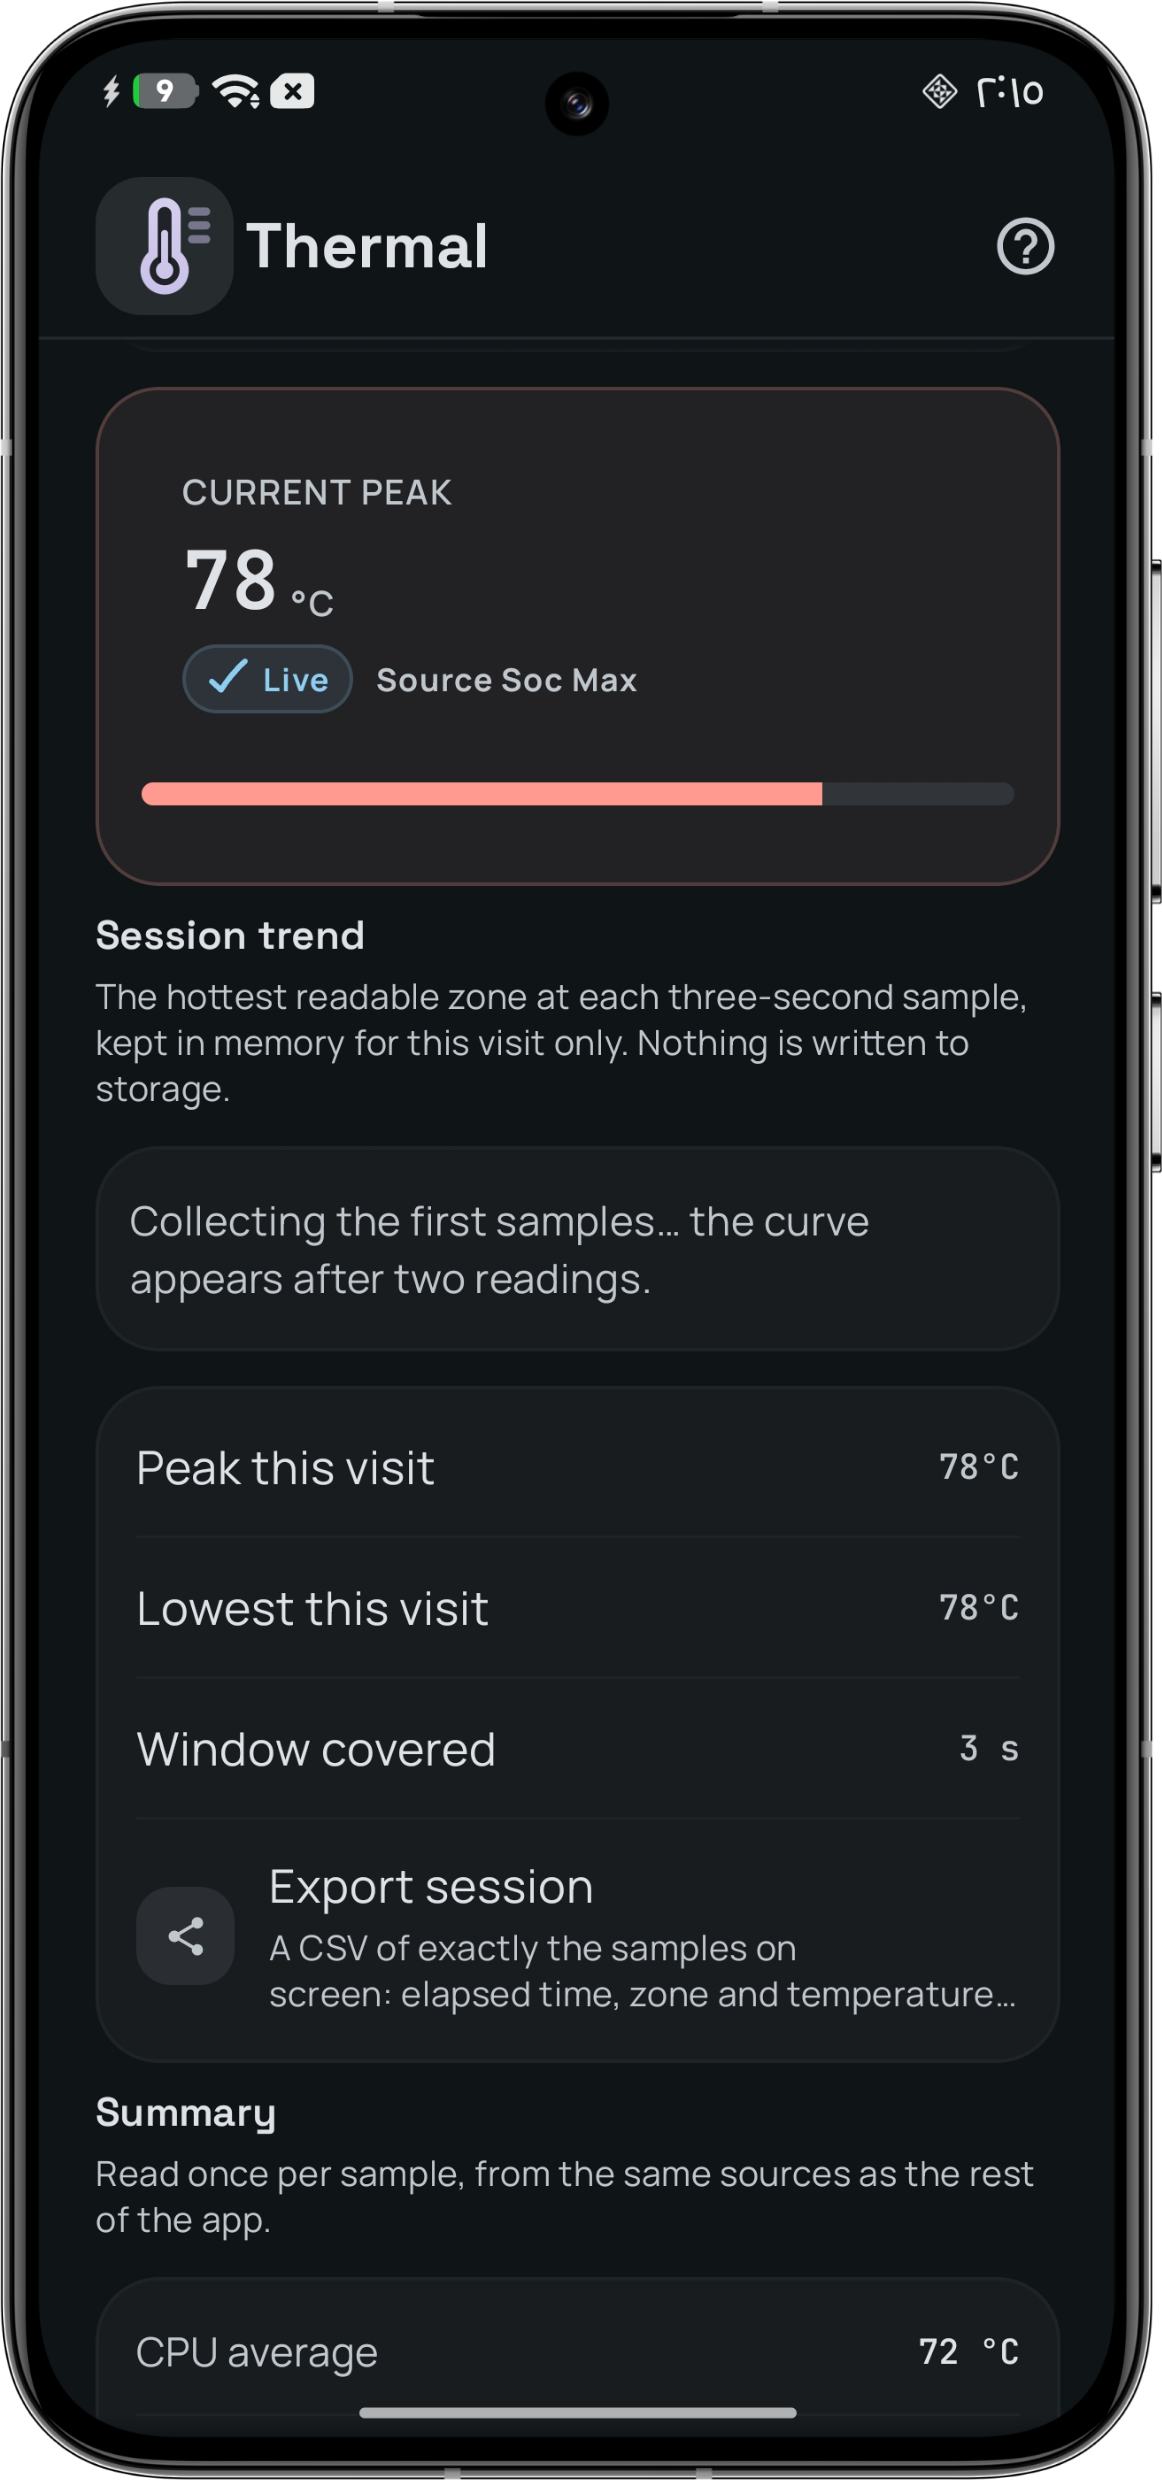 9
٢:١٥
Thermal
CURRENT PEAK
78 °C
Live Source Soc Max
Session trend
The hottest readable zone at each three-second sample,
kept in memory for this visit only. Nothing is written to
storage.
Collecting the first samples… the curve
appears after two readings.
Peak this visit 78°C
Lowest this visit 78°C
Window covered 3 s
Export session
A CSV of exactly the samples on
screen: elapsed time, zone and temperature…
Summary
Read once per sample, from the same sources as the rest
of the app.
CPU average 72 °C